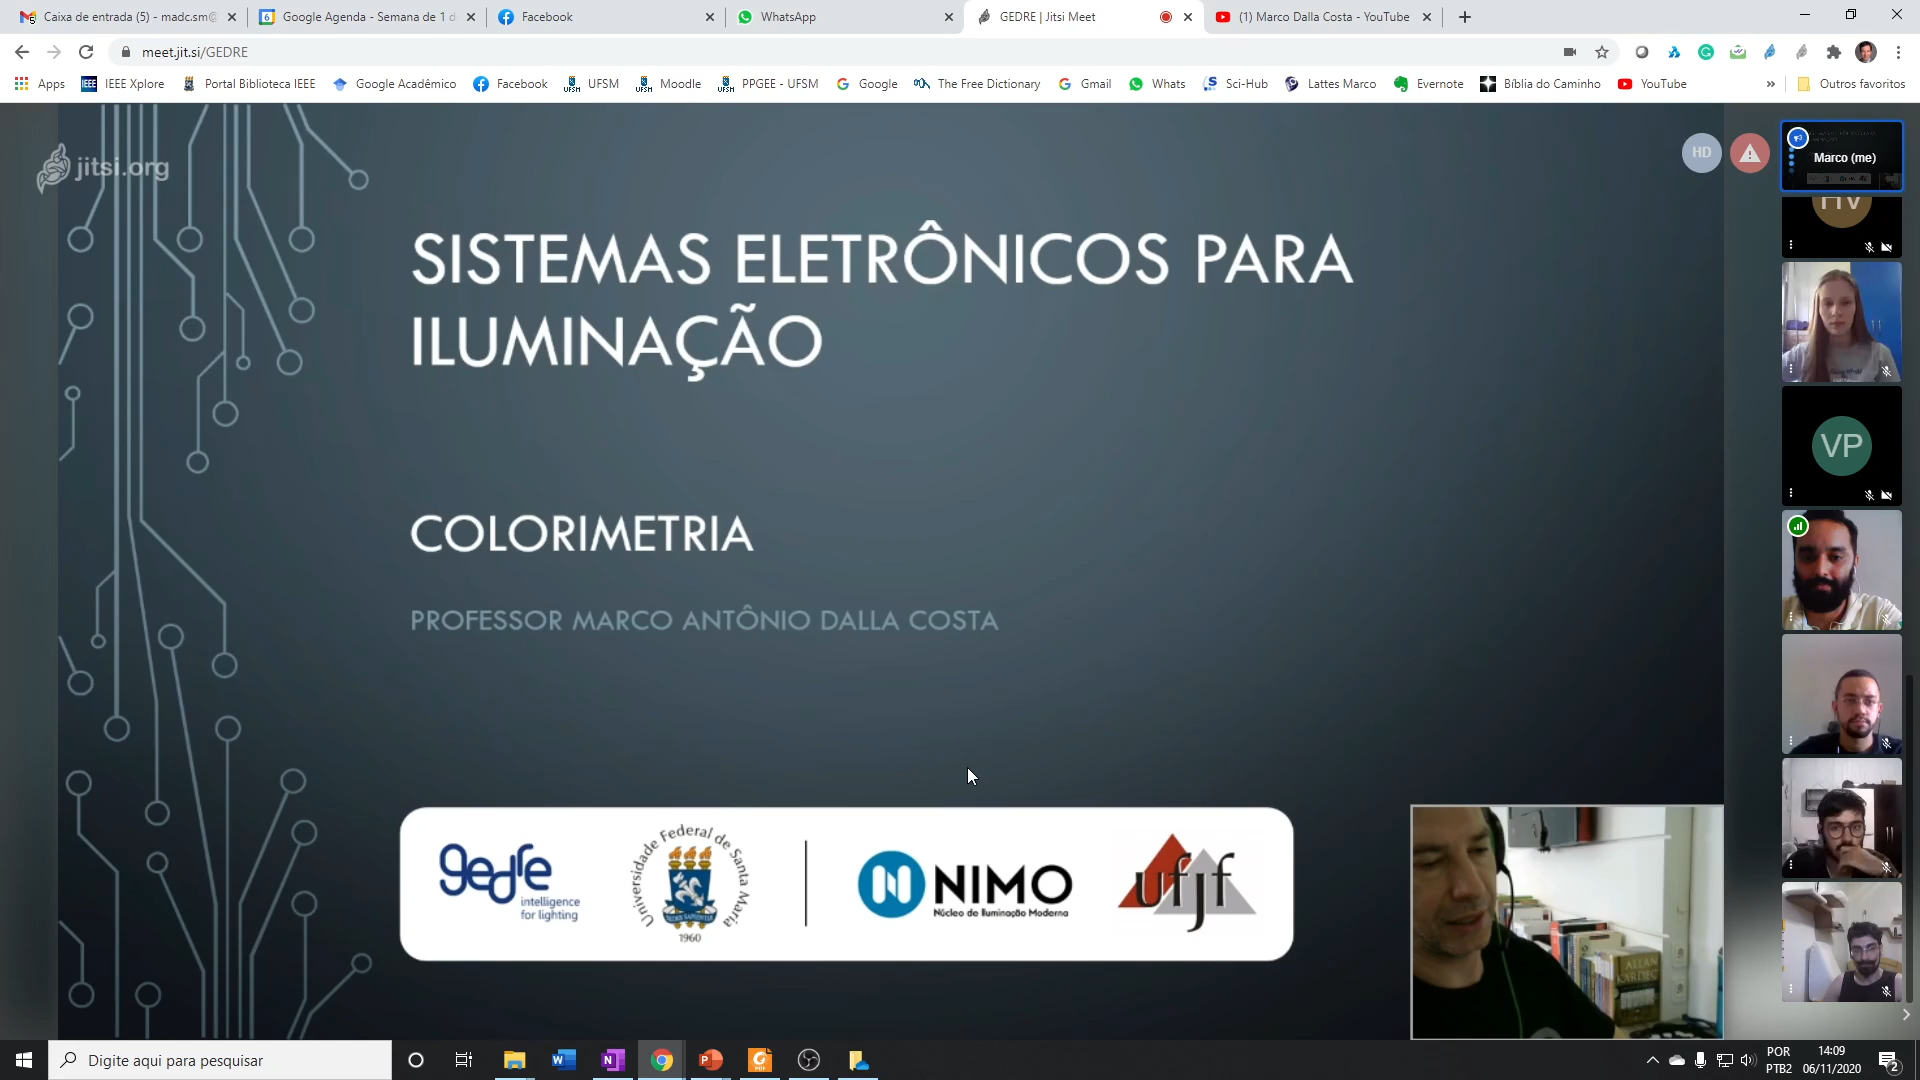 Caixa de entrada (5) - madc.sm@
Google Agenda - Semana de 1 d
Facebook
WhatsApp
GEDRE | Jitsi Meet
(1) Marco Dalla Costa - YouTube
meet.jit.si/GEDRE
Apps
IEEE Xplore
Portal Biblioteca IEEE
Google Acadêmico
Facebook
UFSM
Moodle
PPGEE - UFSM
Google
The Free Dictionary
Gmail
Whats
Sci-Hub
Lattes Marco
Evernote
Bíblia do Caminho
YouTube
»
Outros favoritos
jitsi.org
HD
Marco (me)
HV
VP
SISTEMAS ELETRÔNICOS PARA
ILUMINAÇÃO
COLORIMETRIA
PROFESSOR MARCO ANTÔNIO DALLA COSTA
gedre
intelligence
for lighting
Universidade Federal de Santa Maria
1960
NIMO
Núcleo de Iluminação Moderna
ufjf
ALLAN
KARDEC
Digite aqui para pesquisar
POR
PTB2
14:09
06/11/2020
2